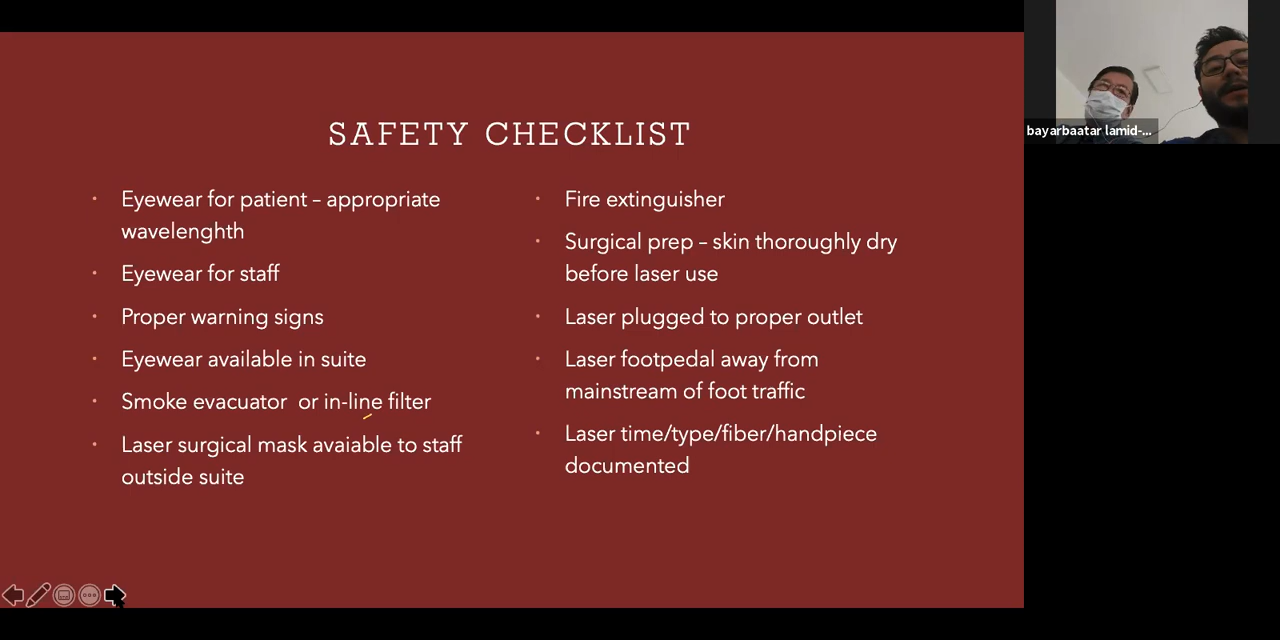 SAFETY CHECKLIST
Eyewear for patient – appropriate
wavelenghth
Eyewear for staff
Proper warning signs
Eyewear available in suite
Smoke evacuator  or in-line filter
Laser surgical mask avaiable to staff
outside suite
Fire extinguisher
Surgical prep – skin thoroughly dry
before laser use
Laser plugged to proper outlet
Laser footpedal away from
mainstream of foot traffic
Laser time/type/fiber/handpiece
documented
bayarbaatar lamid-...